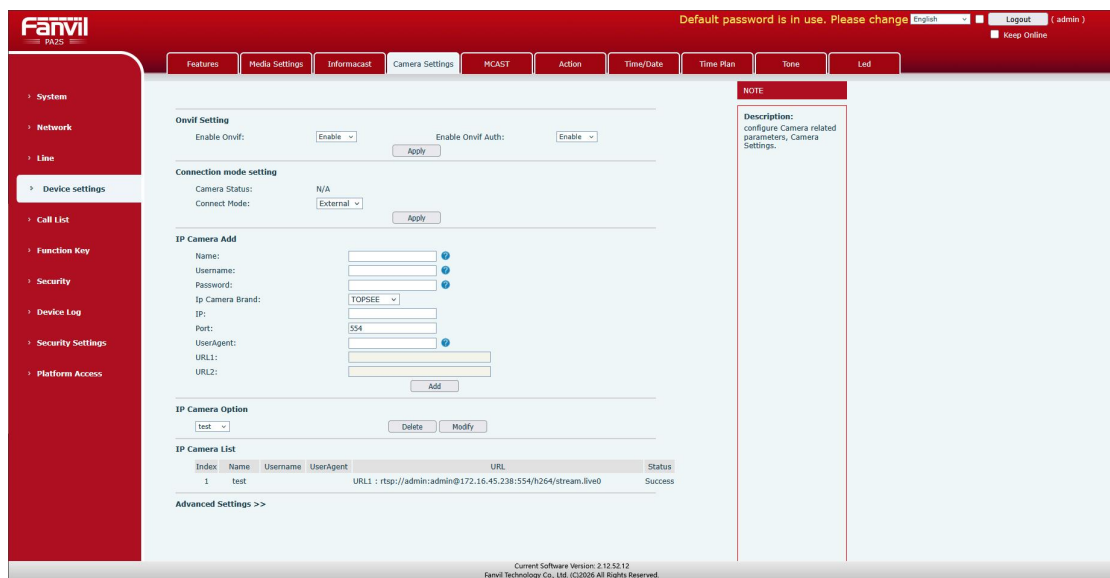 Fanvil
PA2S
Default password is in use. Please change English Logout ( admin )
Keep Online
Features Media Settings Informacast Camera Settings MCAST Action Time/Date Time Plan Tone Led
› System
› Network
› Line
› Device settings
› Call List
› Function Key
› Security
› Device Log
› Security Settings
› Platform Access
Onvif Setting
Enable Onvif: Enable Enable Onvif Auth: Enable
Apply
Connection mode setting
Camera Status: N/A
Connect Mode: External
Apply
IP Camera Add
Name:
Username:
Password:
Ip Camera Brand: TOPSEE
IP:
Port: 554
UserAgent:
URL1:
URL2:
Add
IP Camera Option
test Delete Modify
IP Camera List
Index Name Username UserAgent URL Status
1 test URL1 : rtsp://admin:admin@172.16.45.238:554/h264/stream.live0 Success
Advanced Settings >>
NOTE
Description:
configure Camera related
parameters, Camera
Settings.
Current Software Version: 2.12.52.12
Fanvil Technology Co., Ltd. (C)2026 All Rights Reserved.